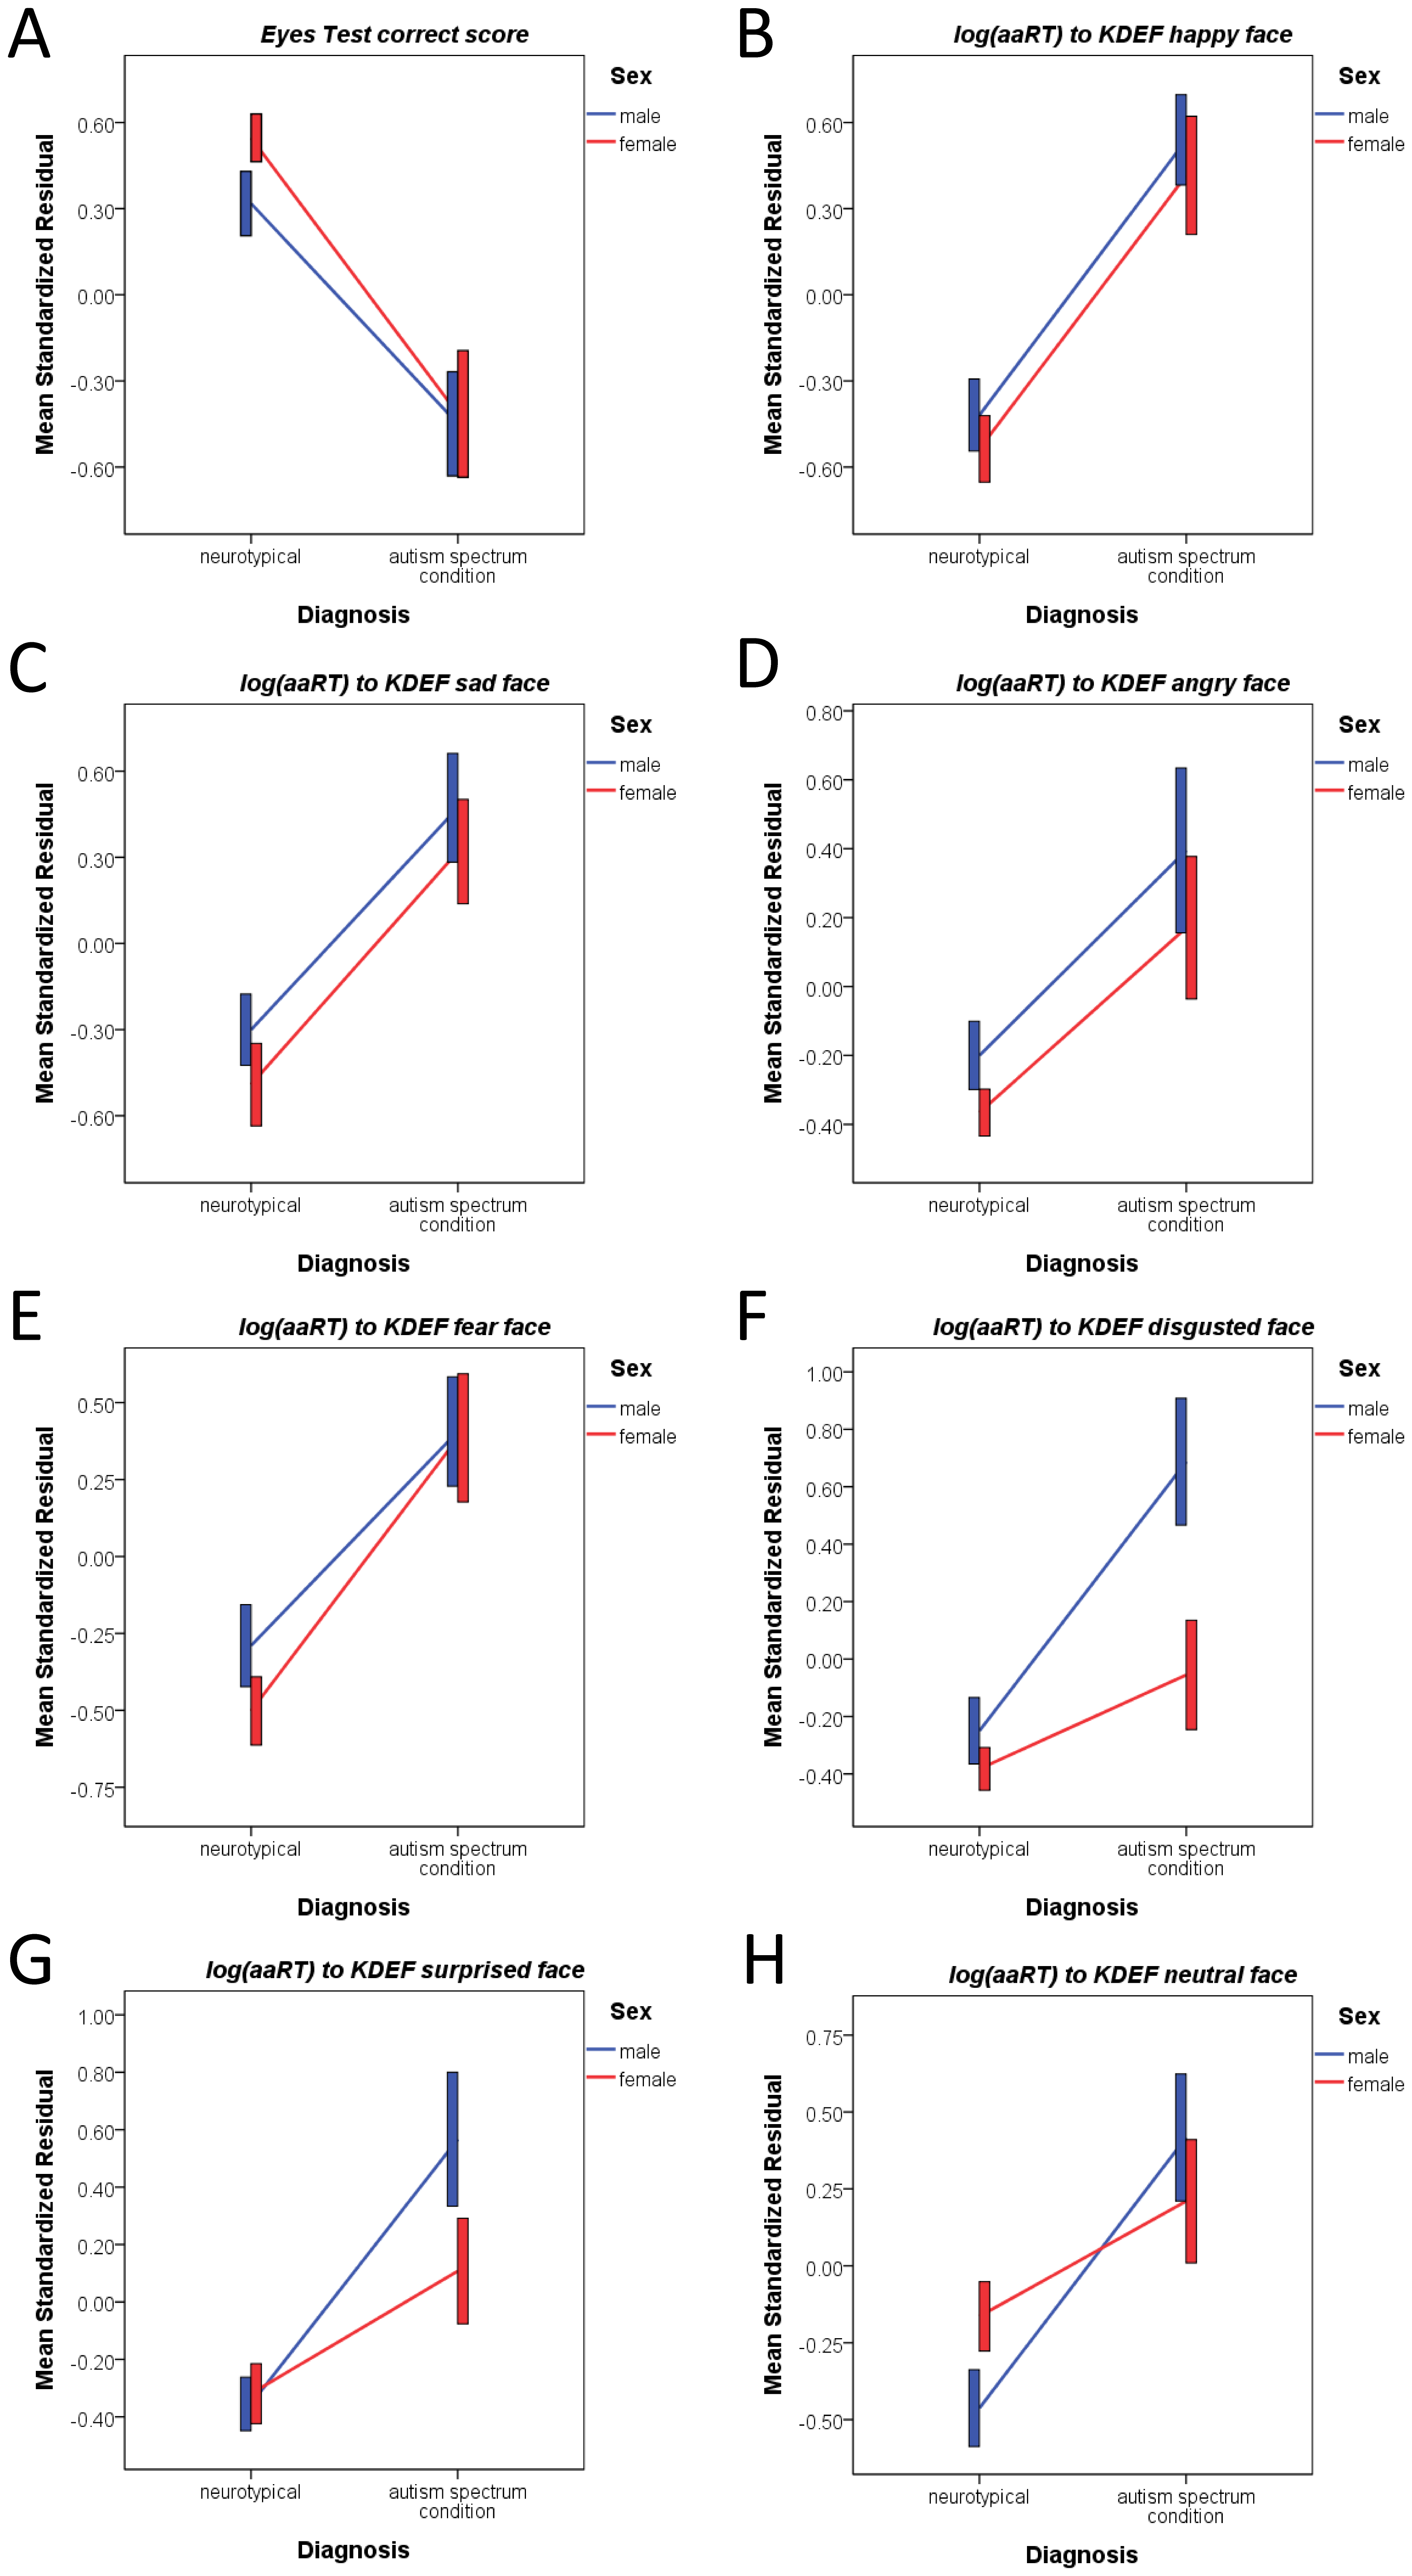 A
Eyes Test correct score
Sex
male
female
Mean Standardized Residual
0.60
0.30
0.00
-0.30
-0.60
neurotypical
autism spectrum
condition
Diagnosis
B
log(aaRT) to KDEF happy face
Sex
male
female
Mean Standardized Residual
0.60
0.30
0.00
-0.30
-0.60
neurotypical
autism spectrum
condition
Diagnosis
C
log(aaRT) to KDEF sad face
Sex
male
female
Mean Standardized Residual
0.60
0.30
0.00
-0.30
-0.60
neurotypical
autism spectrum
condition
Diagnosis
D
log(aaRT) to KDEF angry face
Sex
male
female
Mean Standardized Residual
0.80
0.60
0.40
0.20
0.00
-0.20
-0.40
neurotypical
autism spectrum
condition
Diagnosis
E
log(aaRT) to KDEF fear face
Sex
male
female
Mean Standardized Residual
0.50
0.25
0.00
-0.25
-0.50
-0.75
neurotypical
autism spectrum
condition
Diagnosis
F
log(aaRT) to KDEF disgusted face
Sex
male
female
Mean Standardized Residual
1.00
0.80
0.60
0.40
0.20
0.00
-0.20
-0.40
neurotypical
autism spectrum
condition
Diagnosis
G
log(aaRT) to KDEF surprised face
Sex
male
female
Mean Standardized Residual
1.00
0.80
0.60
0.40
0.20
0.00
-0.20
-0.40
neurotypical
autism spectrum
condition
Diagnosis
H
log(aaRT) to KDEF neutral face
Sex
male
female
Mean Standardized Residual
0.75
0.50
0.25
0.00
-0.25
-0.50
neurotypical
autism spectrum
condition
Diagnosis